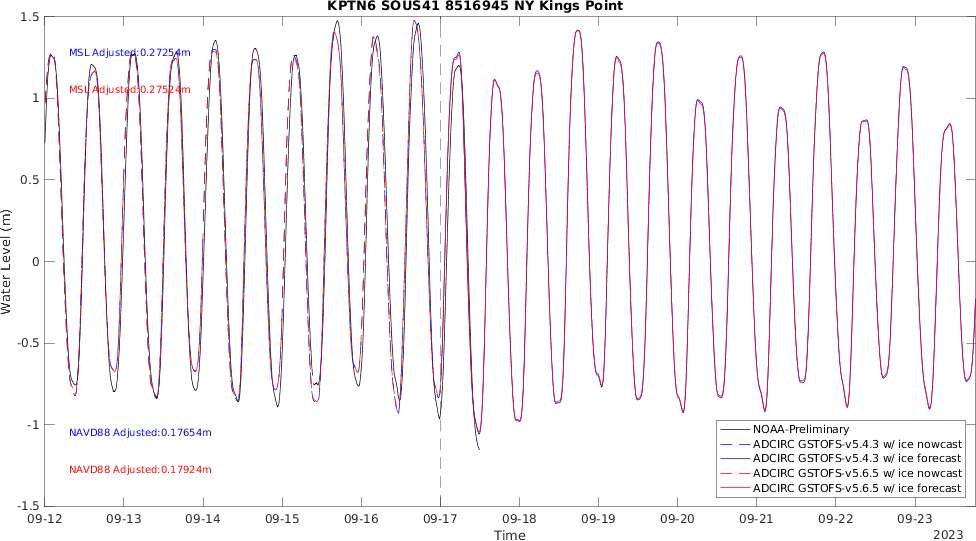 KPTN6 SOUS41 8516945 NY Kings Point
1.5
1
0.5
0
-0.5
-1
-1.5
Water Level (m)
MSL Adjusted:0.27254m
MSL Adjusted:0.27524m
NAVD88 Adjusted:0.17654m
NAVD88 Adjusted:0.17924m
NOAA-Preliminary
ADCIRC GSTOFS-v5.4.3 w/ ice nowcast
ADCIRC GSTOFS-v5.4.3 w/ ice forecast
ADCIRC GSTOFS-v5.6.5 w/ ice nowcast
ADCIRC GSTOFS-v5.6.5 w/ ice forecast
09-12 09-13 09-14 09-15 09-16 09-17 09-18 09-19 09-20 09-21 09-22 09-23
Time
2023